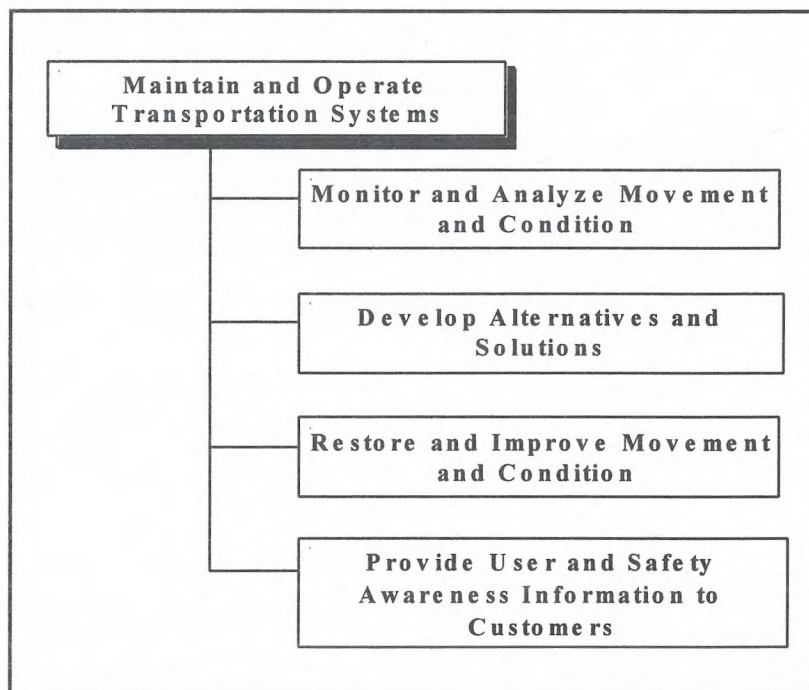 Maintain and Operate
Transportation Systems
Monitor and Analyze Movement
and Condition
Develop Alternatives and
Solutions
Restore and Improve Movement
and Condition
Provide User and Safety
Awareness Information to
Customers